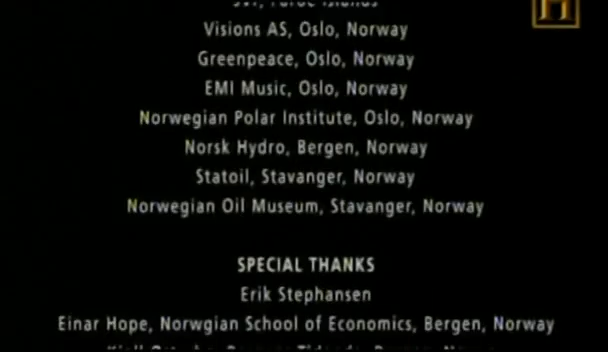 Faroe Islands
Visions AS, Oslo, Norway
Greenpeace, Oslo, Norway
EMI Music, Oslo, Norway
Norwegian Polar Institute, Oslo, Norway
Norsk Hydro, Bergen, Norway
Statoil, Stavanger, Norway
Norwegian Oil Museum, Stavanger, Norway
SPECIAL THANKS
Erik Stephansen
Einar Hope, Norwgian School of Economics, Bergen, Norway
H